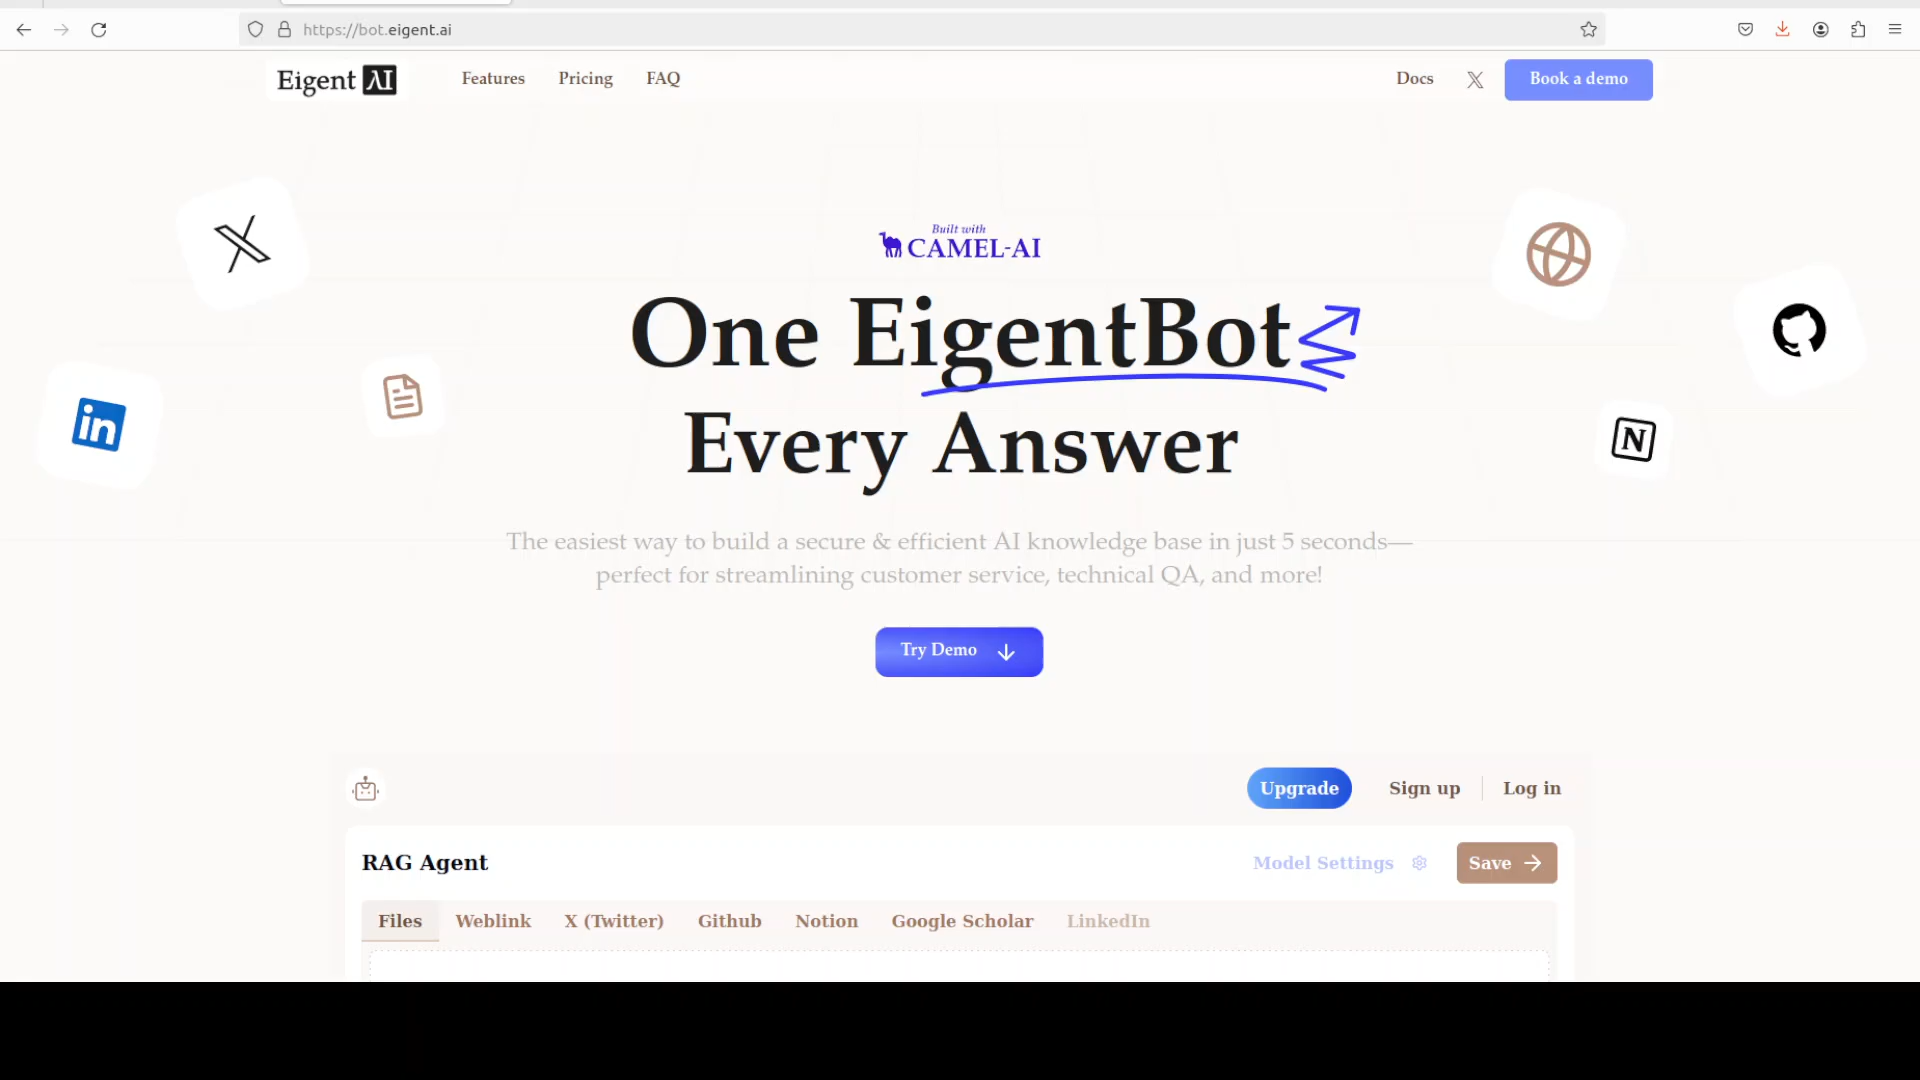 https://bot.eigent.ai
Eigent AI
Features
Pricing
FAQ
Docs
Book a demo
Built with
CAMEL-AI
One EigentBot
Every Answer
in
N
The easiest way to build a secure & efficient AI knowledge base in just 5 seconds—
perfect for streamlining customer service, technical QA, and more!
Try Demo
Upgrade
Sign up
Log in
RAG Agent
Model Settings
Save
Files
Weblink
X (Twitter)
Github
Notion
Google Scholar
LinkedIn